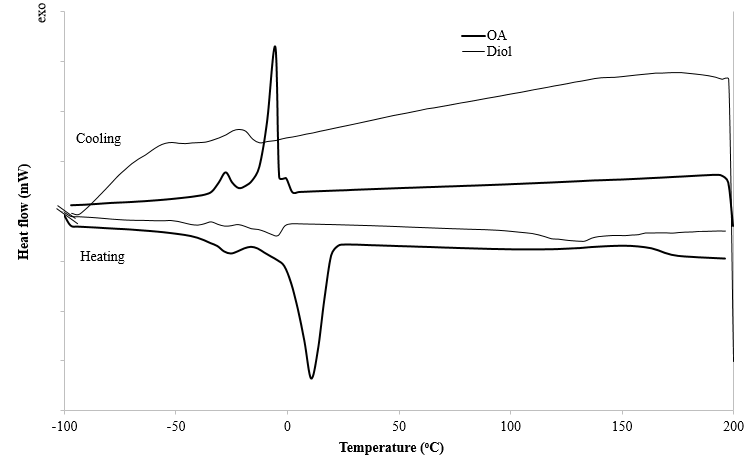 exo
OA
Diol
Cooling
Heat flow (mW)
Heating
-100 -50 0 50 100 150 200
Temperature (ºC)